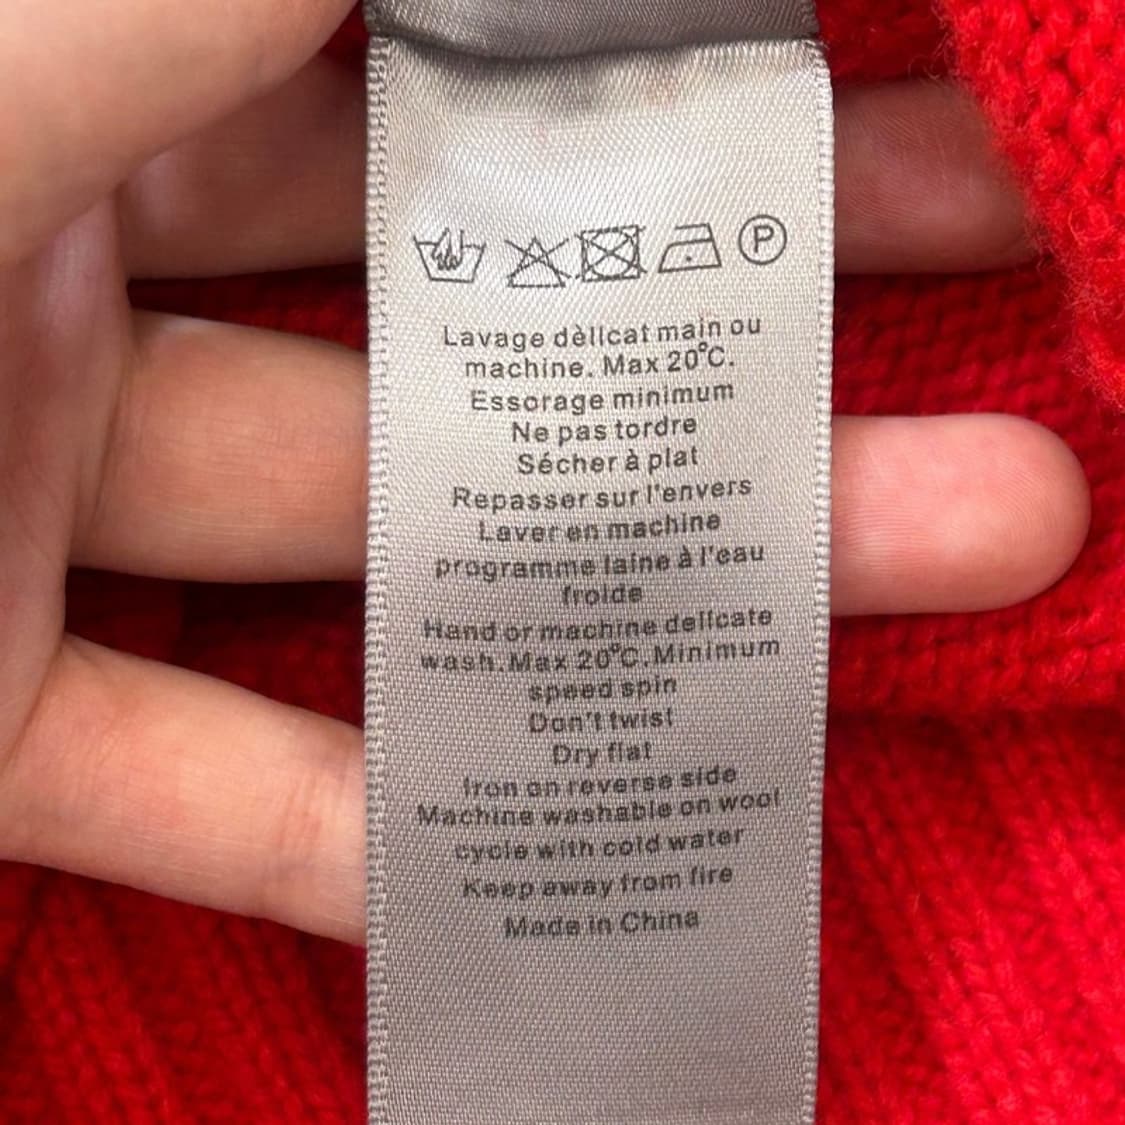 P
Lavage dèlicat main ou
machine. Max 20°C.
Essorage minimum
Ne pas tordre
Sécher à plat
Repasser sur l'envers
Laver en machine
programme laine à l'eau
froide
Hand or machine delicate
wash.Max 20°C.Minimum
speed spin
Don't twist
Dry flat
Iron on reverse side
Machine washable on wool
cycle with cold water
Keep away from fire
Made in China